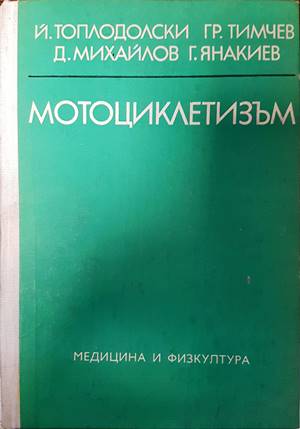 Й. ТОПЛОДОЛСКИ ГР. ТИМЧЕВ
Д. МИХАЙЛОВ Г. ЯНАКИЕВ
МОТОЦИКЛЕТИЗЪМ
МЕДИЦИНА И ФИЗКУЛТУРА